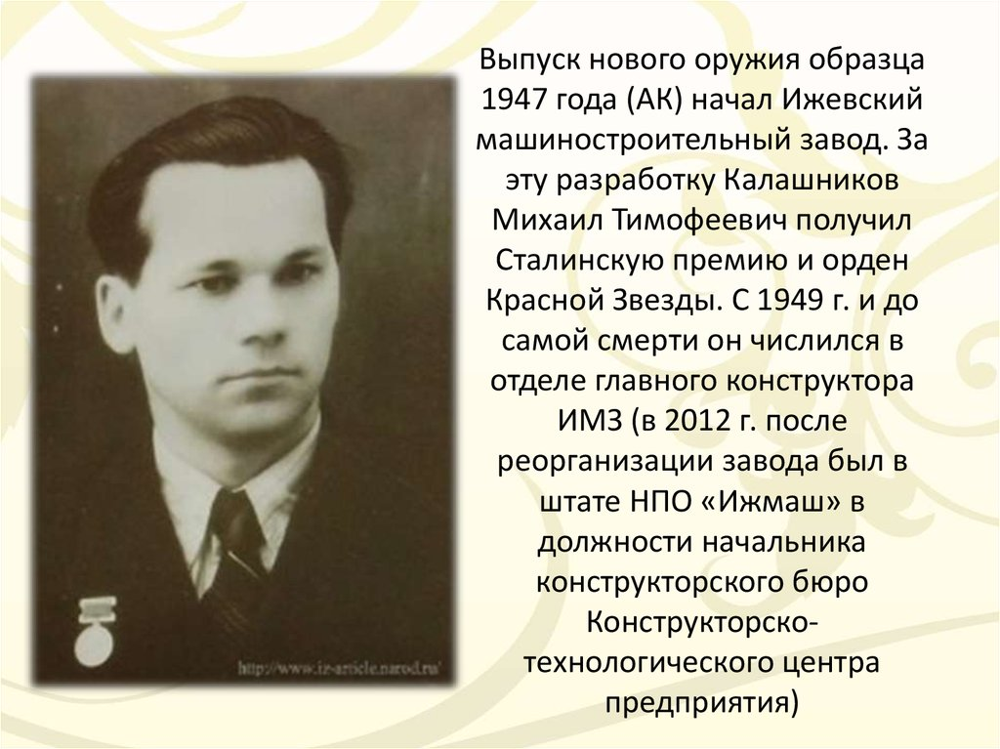 Выпуск нового оружия образца
1947 года (АК) начал Ижевский
машиностроительный завод. За
эту разработку Калашников
Михаил Тимофеевич получил
Сталинскую премию и орден
Красной Звезды. С 1949 г. и до
самой смерти он числился в
отделе главного конструктора
ИМЗ (в 2012 г. после
реорганизации завода был в
штате НПО «Ижмаш» в
должности начальника
конструкторского бюро
Конструкторско-
технологического центра
предприятия)
http://www.iz-article.narod.ru/